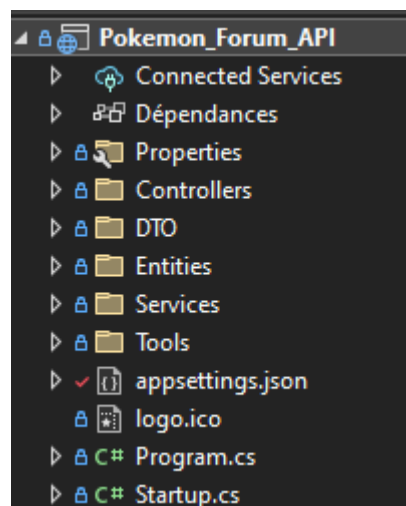 Pokemon_Forum_API
Connected Services
Dépendances
Properties
Controllers
DTO
Entities
Services
Tools
appsettings.json
logo.ico
C# Program.cs
C# Startup.cs